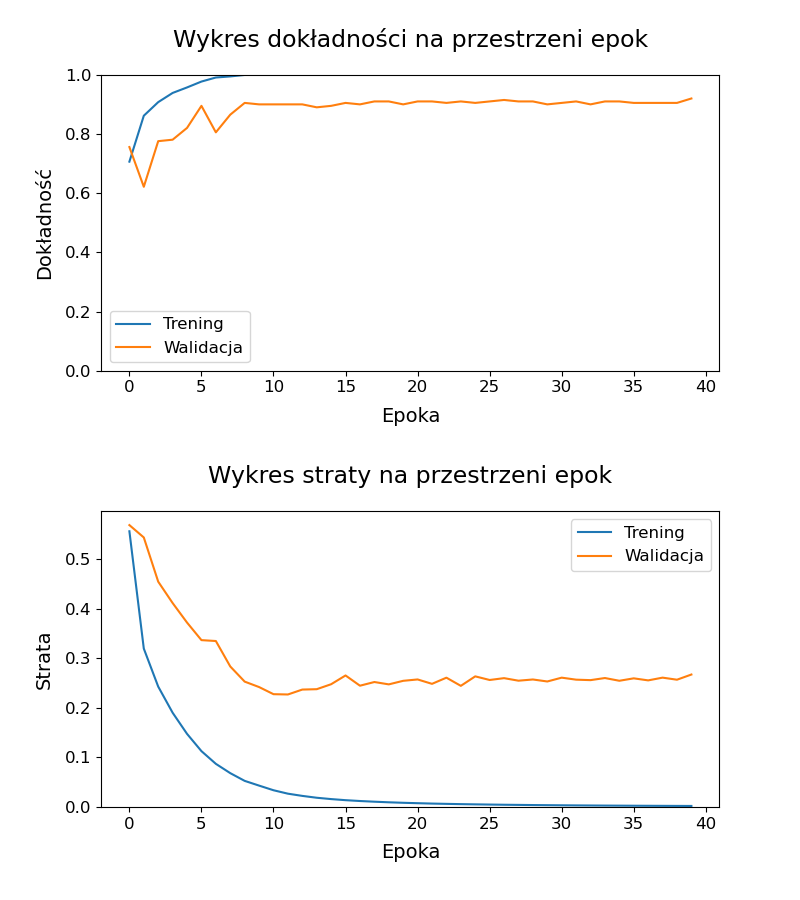 Wykres dokładności na przestrzeni epok
1.0
0.8
0.6
0.4
0.2
0.0
Dokładność
Trening
Walidacja
0 5 10 15 20 25 30 35 40
Epoka
Wykres straty na przestrzeni epok
0.5
0.4
0.3
0.2
0.1
0.0
Strata
Trening
Walidacja
0 5 10 15 20 25 30 35 40
Epoka